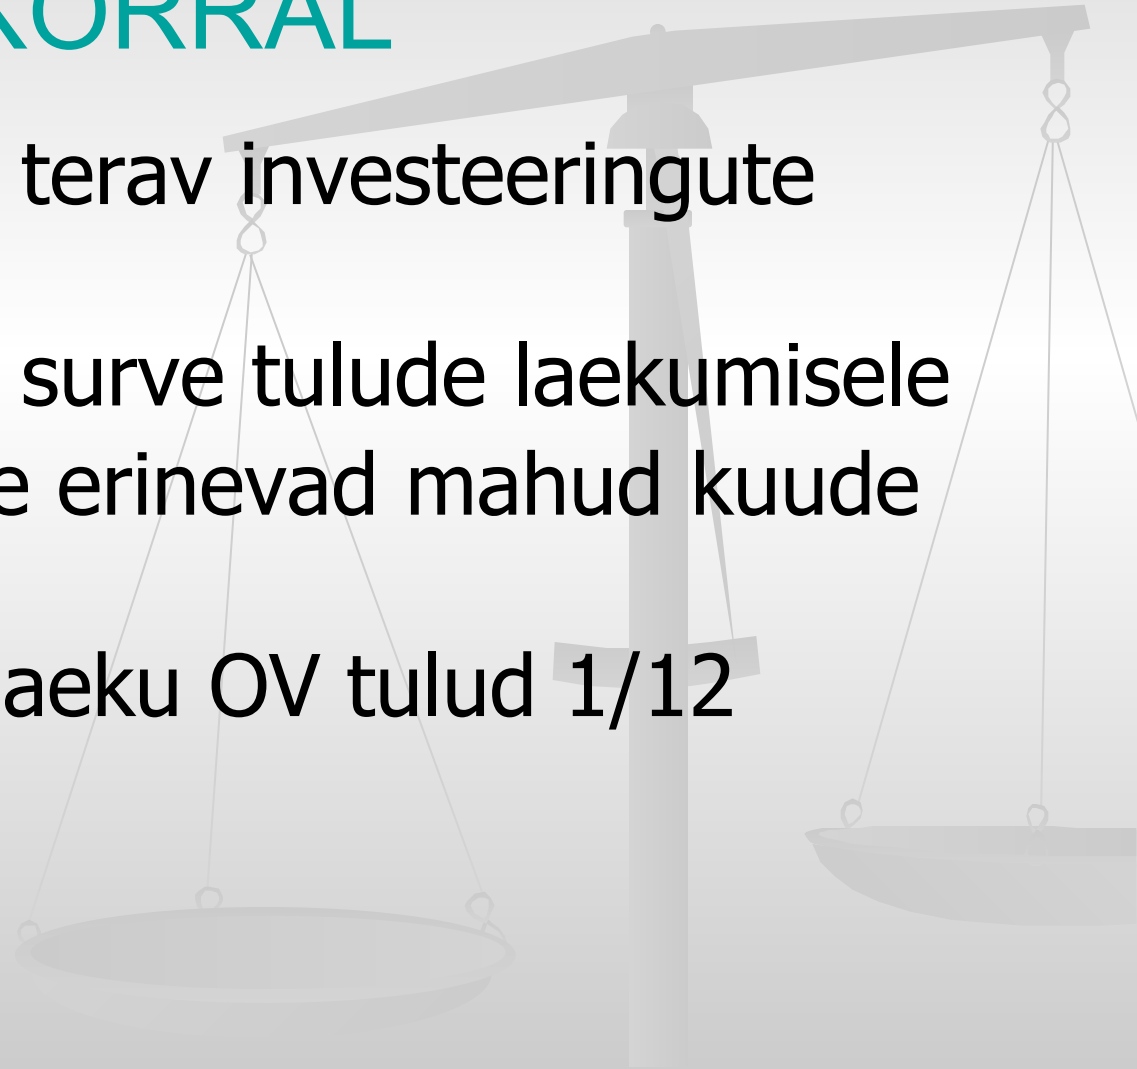 KORRAL
terav investeeringute
surve tulude laekumisele
e erinevad mahud kuude
aeku OV tulud 1/12